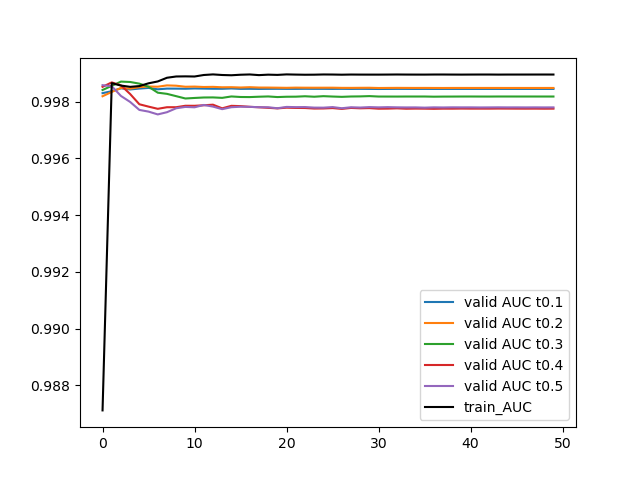 0.998
0.996
0.994
0.992
0.990
0.988
0
10
20
30
40
50
valid AUC t0.1
valid AUC t0.2
valid AUC t0.3
valid AUC t0.4
valid AUC t0.5
train_AUC